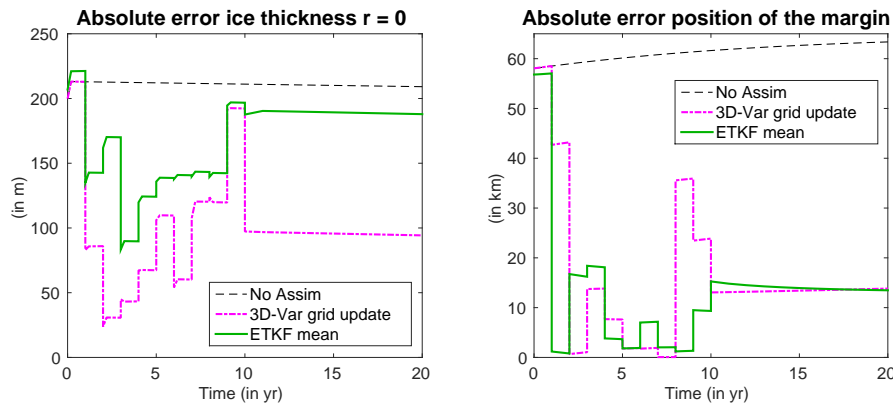 Absolute error ice thickness r = 0
250
200
150
100
50
0
(in m)
No Assim
3D-Var grid update
ETKF mean
0
5
10
15
20
Time (in yr)
Absolute error position of the margin
60
50
40
30
20
10
0
(in km)
No Assim
3D-Var grid update
ETKF mean
0
5
10
15
20
Time (in yr)